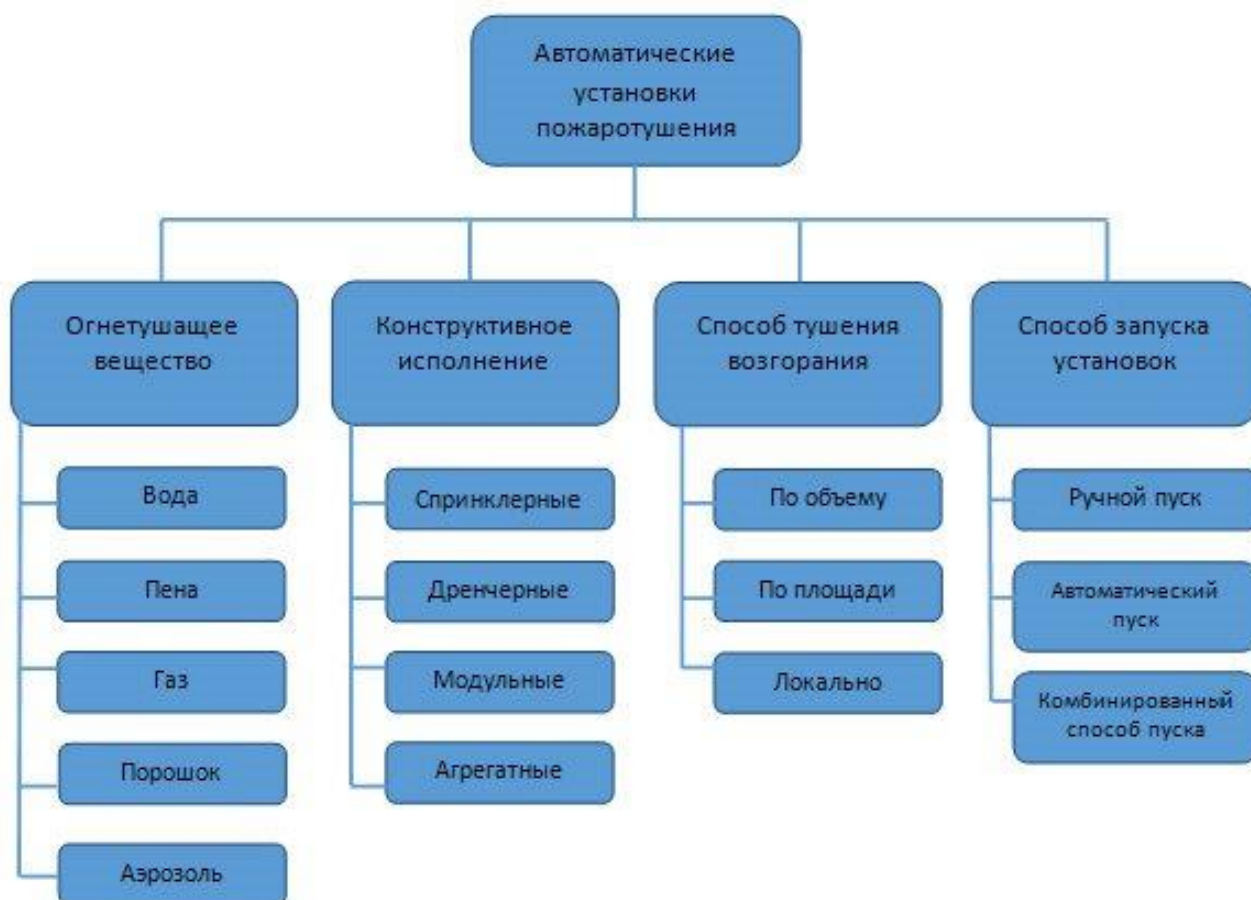 Автоматические
установки
пожаротушения
Огнетушащее
вещество
Вода
Пена
Газ
Порошок
Аэрозоль
Конструктивное
исполнение
Спринклерные
Дренчерные
Модульные
Агрегатные
Способ тушения
возгорания
По объему
По площади
Локально
Способ запуска
установок
Ручной пуск
Автоматический
пуск
Комбинированный
способ пуска